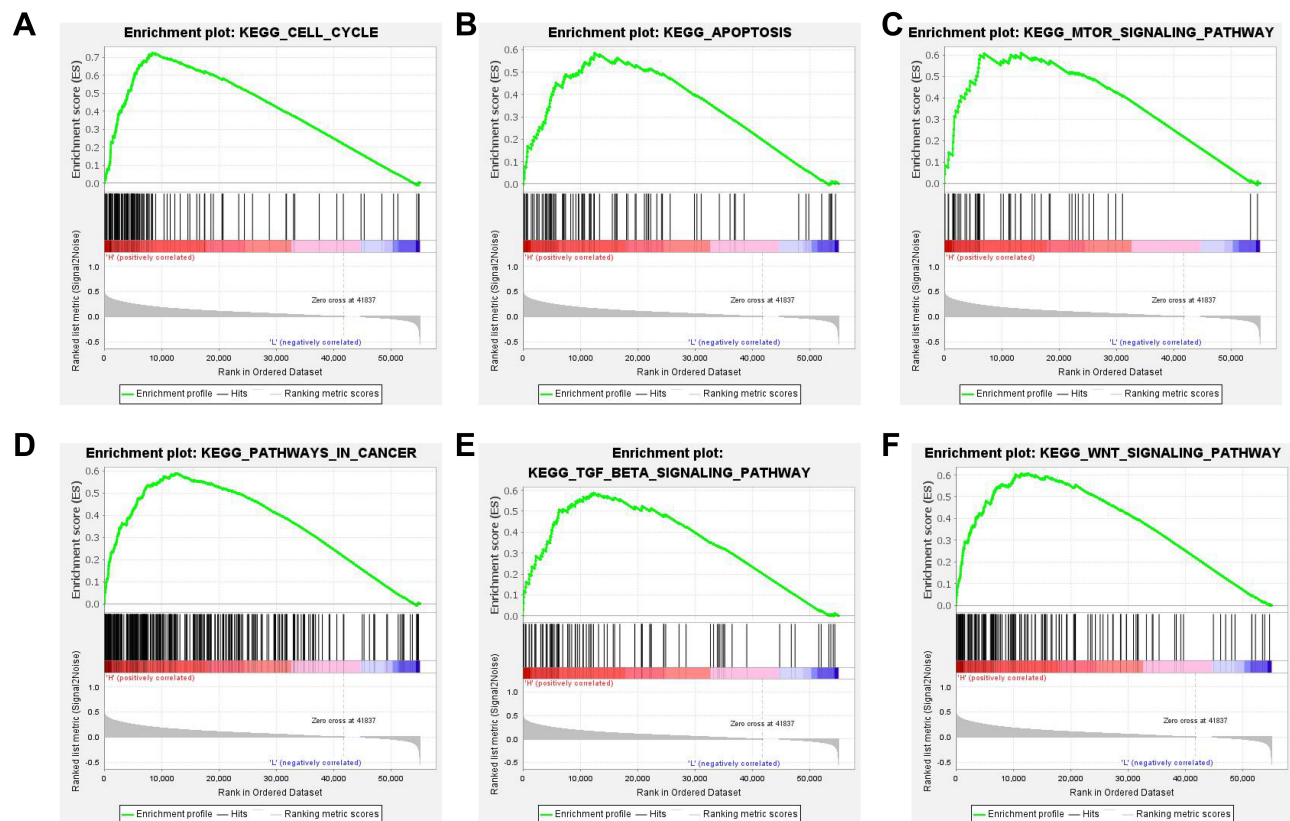 A
Enrichment plot: KEGG_CELL_CYCLE
Enrichment score (ES)
0.7
0.6
0.5
0.4
0.3
0.2
0.1
0.0
Ranked list metric (Signal2Noise)
'H' (positively correlated)
1.0
0.5
0.0
-0.5
Zero cross at 41837
'L' (negatively correlated)
0 10,000 20,000 30,000 40,000 50,000
Rank in Ordered Dataset
Enrichment profile Hits Ranking metric scores
B
Enrichment plot: KEGG_APOPTOSIS
Enrichment score (ES)
0.6
0.5
0.4
0.3
0.2
0.1
0.0
Ranked list metric (Signal2Noise)
'H' (positively correlated)
1.0
0.5
0.0
-0.5
Zero cross at 41837
'L' (negatively correlated)
0 10,000 20,000 30,000 40,000 50,000
Rank in Ordered Dataset
Enrichment profile Hits Ranking metric scores
C
Enrichment plot: KEGG_MTOR_SIGNALING_PATHWAY
Enrichment score (ES)
0.6
0.5
0.4
0.3
0.2
0.1
0.0
Ranked list metric (Signal2Noise)
'H' (positively correlated)
1.0
0.5
0.0
-0.5
Zero cross at 41837
'L' (negatively correlated)
0 10,000 20,000 30,000 40,000 50,000
Rank in Ordered Dataset
Enrichment profile Hits Ranking metric scores
D
Enrichment plot: KEGG_PATHWAYS_IN_CANCER
Enrichment score (ES)
0.6
0.5
0.4
0.3
0.2
0.1
0.0
Ranked list metric (Signal2Noise)
'H' (positively correlated)
1.0
0.5
0.0
-0.5
Zero cross at 41837
'L' (negatively correlated)
0 10,000 20,000 30,000 40,000 50,000
Rank in Ordered Dataset
Enrichment profile Hits Ranking metric scores
E
Enrichment plot:
KEGG_TGF_BETA_SIGNALING_PATHWAY
Enrichment score (ES)
0.6
0.5
0.4
0.3
0.2
0.1
0.0
Ranked list metric (Signal2Noise)
'H' (positively correlated)
1.0
0.5
0.0
-0.5
Zero cross at 41837
'L' (negatively correlated)
0 10,000 20,000 30,000 40,000 50,000
Rank in Ordered Dataset
Enrichment profile Hits Ranking metric scores
F
Enrichment plot: KEGG_WNT_SIGNALING_PATHWAY
Enrichment score (ES)
0.6
0.5
0.4
0.3
0.2
0.1
0.0
Ranked list metric (Signal2Noise)
'H' (positively correlated)
1.0
0.5
0.0
-0.5
Zero cross at 41837
'L' (negatively correlated)
0 10,000 20,000 30,000 40,000 50,000
Rank in Ordered Dataset
Enrichment profile Hits Ranking metric scores